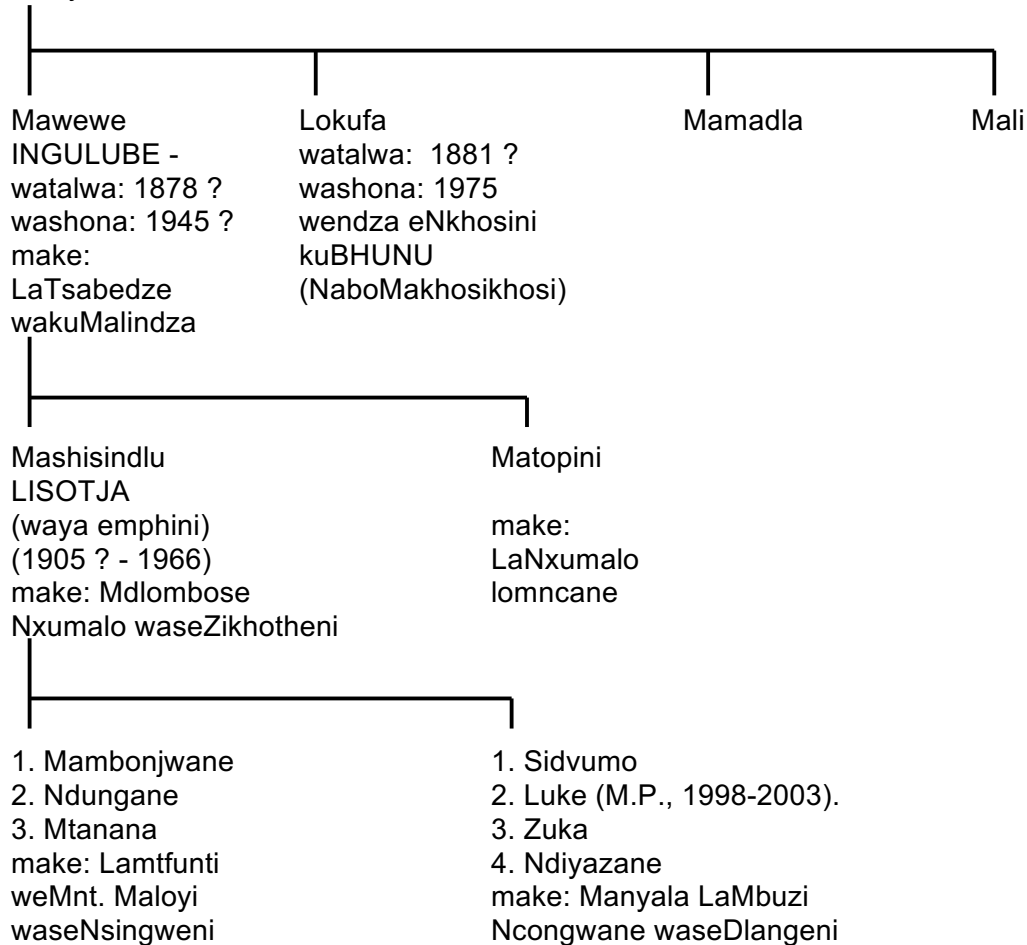 Mawewe
INGULUBE -
watalwa: 1878 ?
washona: 1945 ?
make:
LaTsabedze
wakuMalindza
Lokufa
watalwa: 1881 ?
washona: 1975
wendza eNkhosini
kuBHUNU
(NaboMakhosikhosi)
Mamadla
Mali
Mashisindlu
LISOTJA
(waya emphini)
(1905 ? - 1966)
make: Mdlombose
Nxumalo waseZikhotheni
Matopini
make:
LaNxumalo
lomncane
1. Mambonjwane
2. Ndungane
3. Mtanana
make: Lamtfunti
weMnt. Maloyi
waseNsingweni
1. Sidvumo
2. Luke (M.P., 1998-2003).
3. Zuka
4. Ndiyazane
make: Manyala LaMbuzi
Ncongwane waseDlangeni